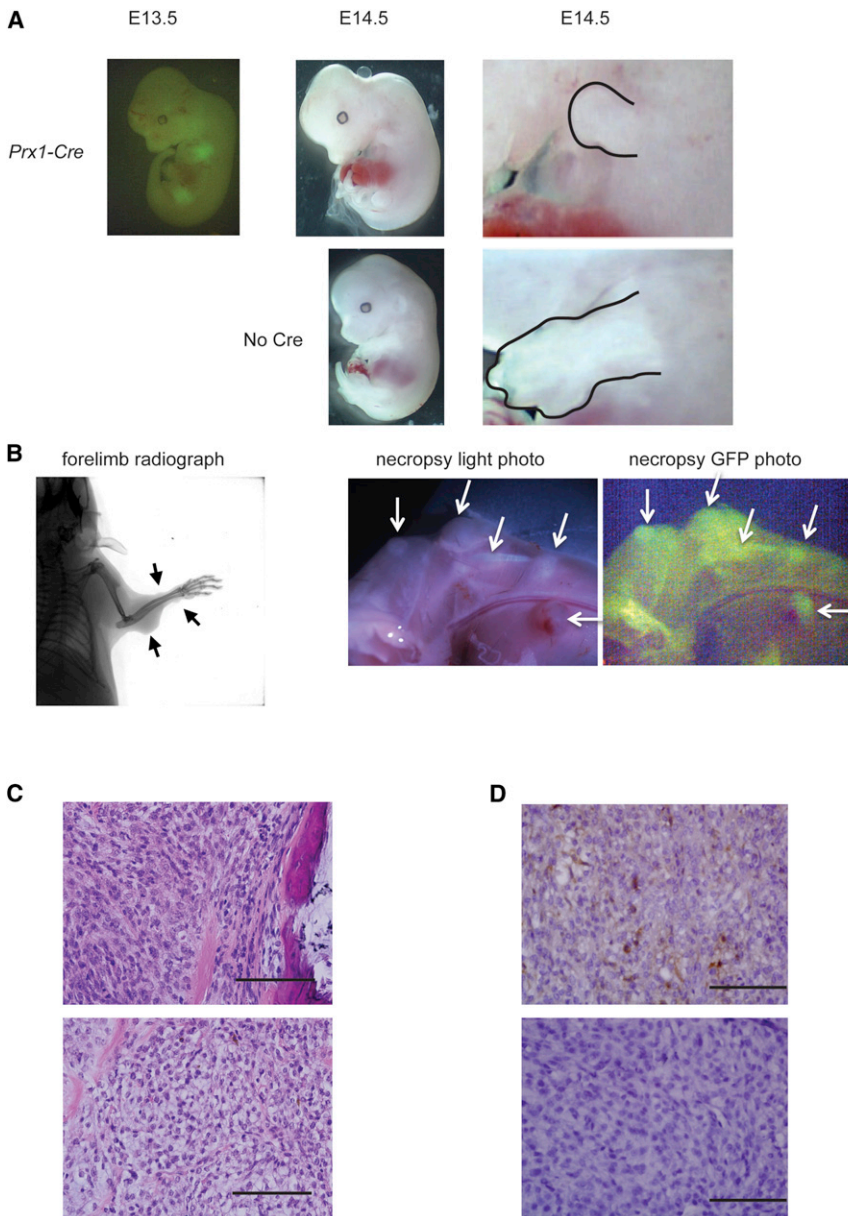 A
E13.5 E14.5 E14.5
Prx1-Cre
No Cre
B
forelimb radiograph necropsy light photo necropsy GFP photo
C D